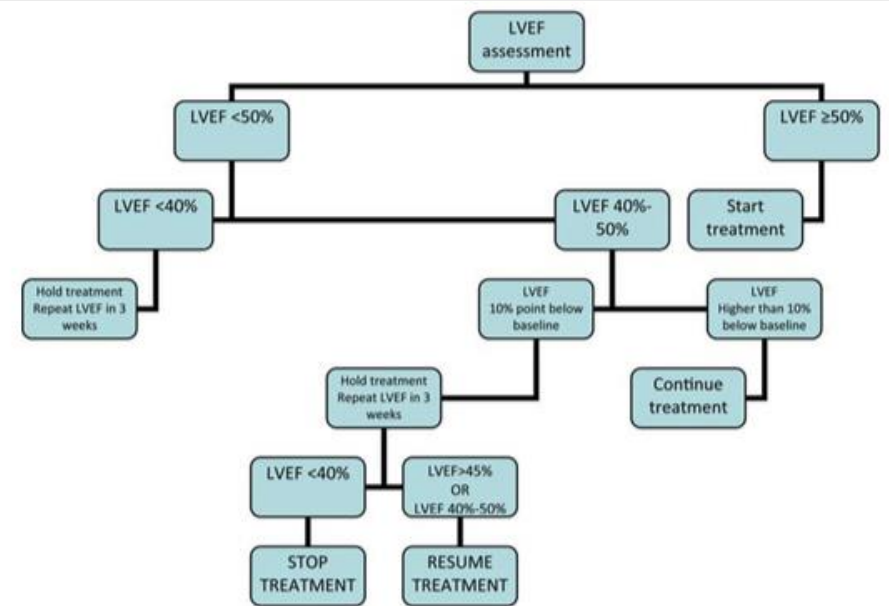 LVEF
assessment
LVEF <50%
LVEF ≥50%
LVEF <40%
LVEF 40%-
50%
Start
treatment
Hold treatment
Repeat LVEF in 3
weeks
LVEF
10% point below
baseline
LVEF
Higher than 10%
below baseline
Hold treatment
Repeat LVEF in 3
weeks
Continue
treatment
LVEF <40%
LVEF>45%
OR
LVEF 40%-50%
STOP
TREATMENT
RESUME
TREATMENT